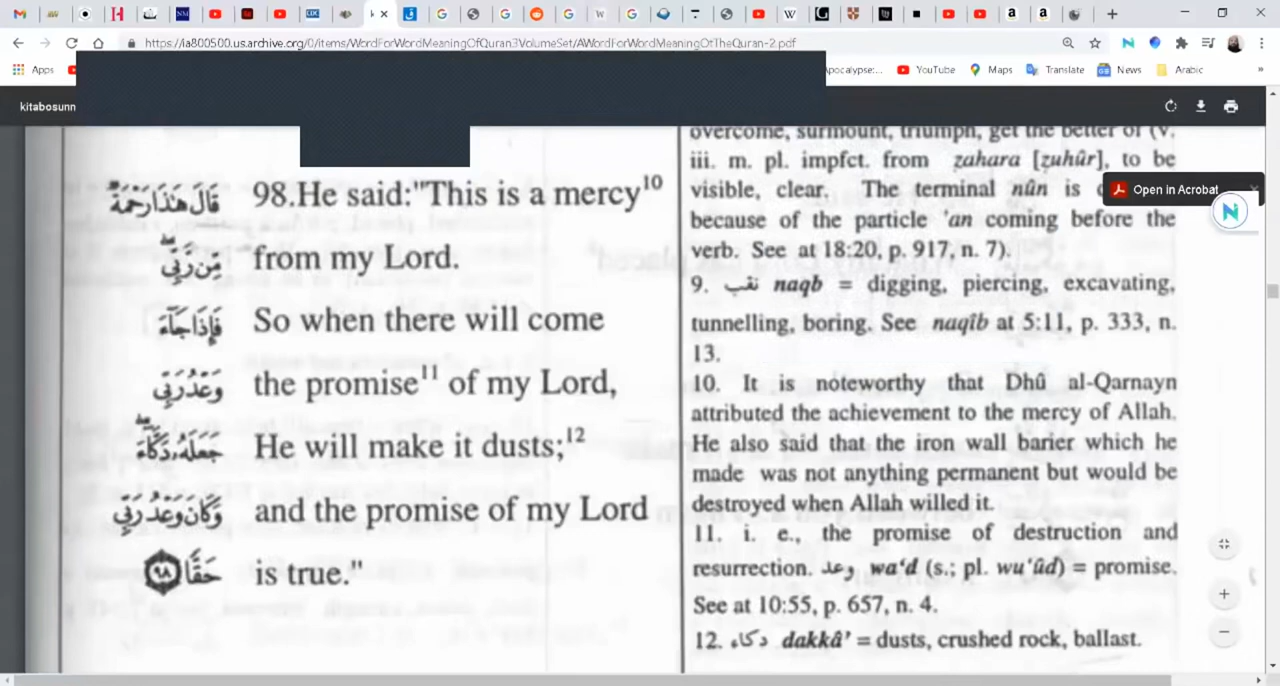 https://ia800500.us.archive.org/0/items/WordForWordMeaningOfQuran3VolumeSet/AWordForWordMeaningOfTheQuran-2.pdf
Apps
Apocalypse:...
YouTube
Maps
Translate
News
Arabic
»
kitabosunn
Open in Acrobat
قَالَ هَـٰذَا رَحْمَةٌ 98.He said:"This is a mercy10
مِّن رَّبِّي from my Lord.
فَإِذَا جَآءَ So when there will come
وَعْدُ رَبِّي the promise11 of my Lord,
جَعَلَهُۥ دَكَّآءَ He will make it dusts;12
وَكَانَ وَعْدُ رَبِّي and the promise of my Lord
حَقًّا ٩٨ is true."
overcome, surmount, triumph, get the better of (v.
iii. m. pl. impfct. from ẓahara [ẓuhûr], to be
visible, clear. The terminal nûn is
because of the particle 'an coming before the
verb. See at 18:20, p. 917, n. 7).
9. نقب naqb = digging, piercing, excavating,
tunnelling, boring. See naqîb at 5:11, p. 333, n.
13.
10. It is noteworthy that Dhû al-Qarnayn
attributed the achievement to the mercy of Allah.
He also said that the iron wall barier which he
made was not anything permanent but would be
destroyed when Allah willed it.
11. i. e., the promise of destruction and
resurrection. وعد wa'd (s.; pl. wu'ûd) = promise.
See at 10:55, p. 657, n. 4.
12. دكاء dakkâ' = dusts, crushed rock, ballast.